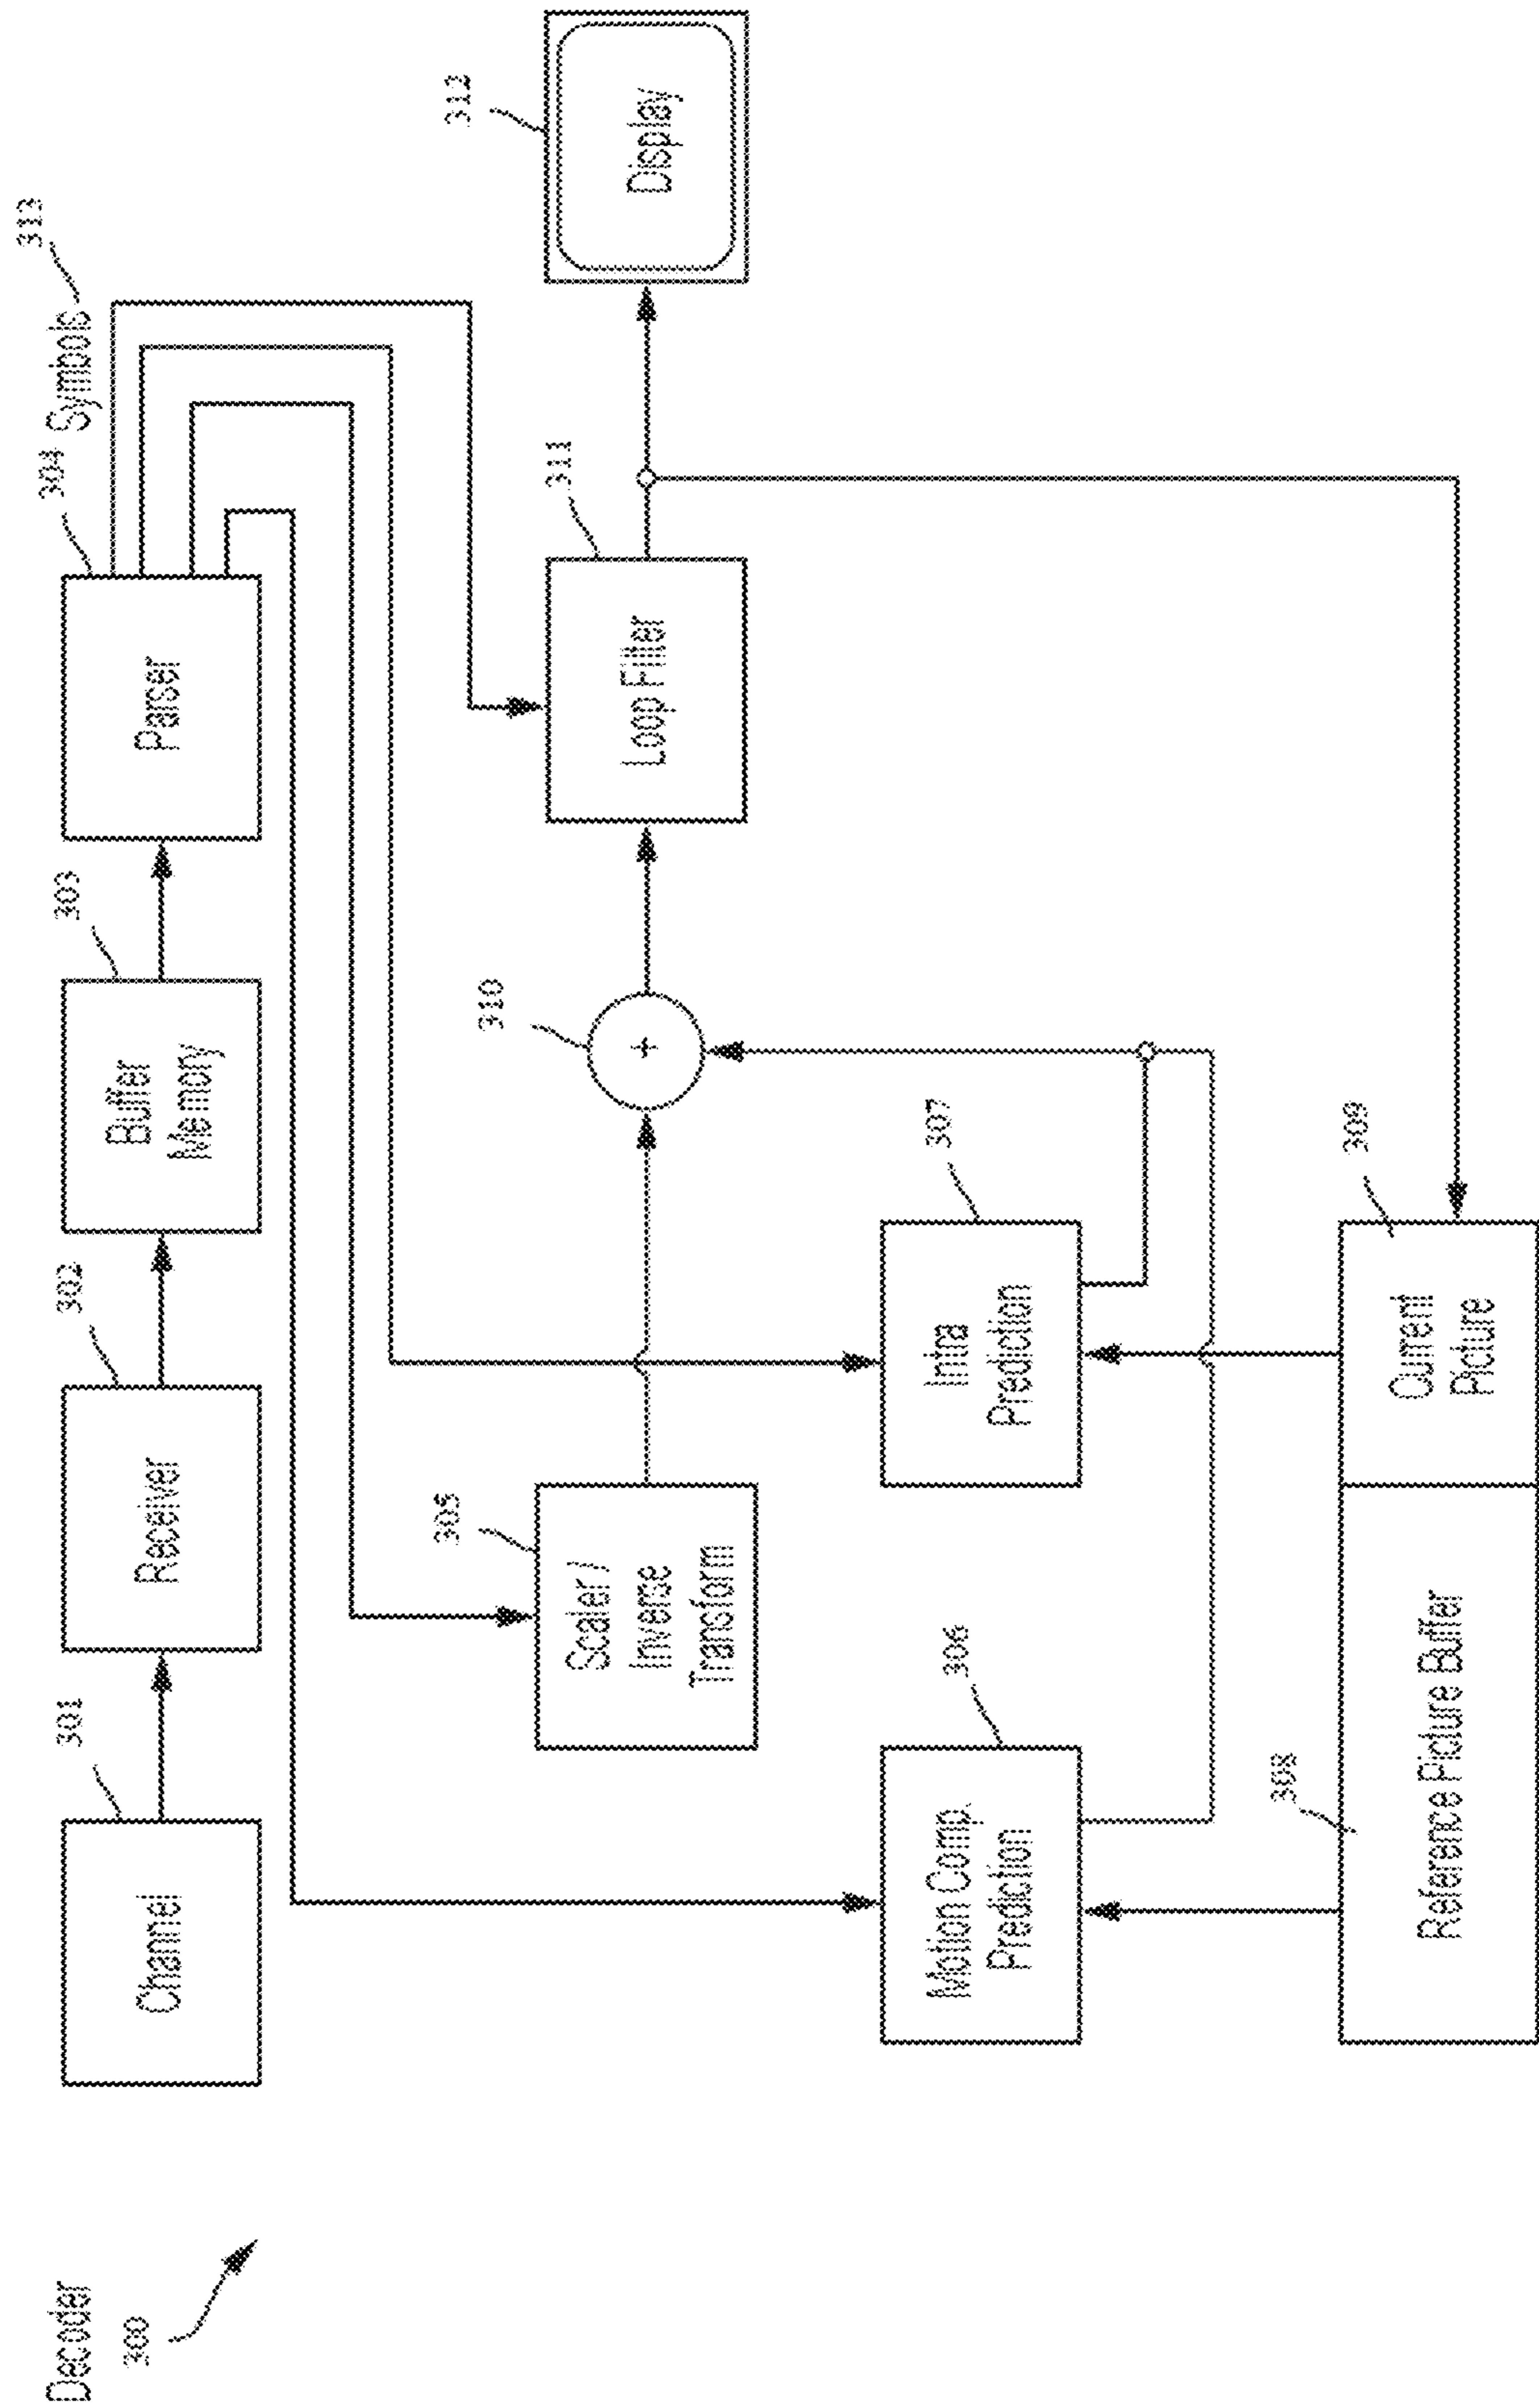 Decoder
300
301
Channel
302
Receiver
303
Buffer
Memory
304
Parser
Symbols
313
305
Scaler /
Inverse
Transform
310
+
311
Loop Filter
312
Display
306
Motion Comp.
Prediction
307
Intra
Prediction
308
Reference Picture Buffer
309
Current
Picture